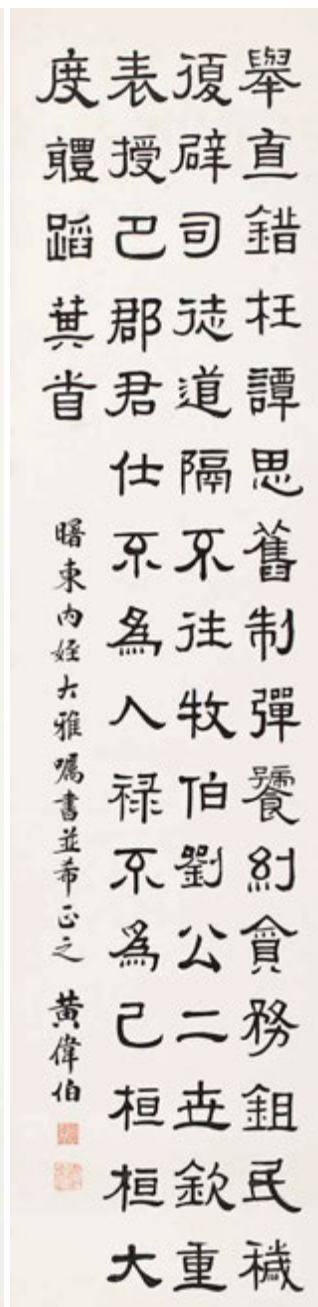 舉直錯枉譚思舊制彈饕糾貪務鉏民穢
復辟司徒道隔不往牧伯劉公二世欽重
表授巴郡君仕不為人祿不為己桓桓大
度體蹈萁首
曙東內姪大雅囑書並希正之 黃偉伯